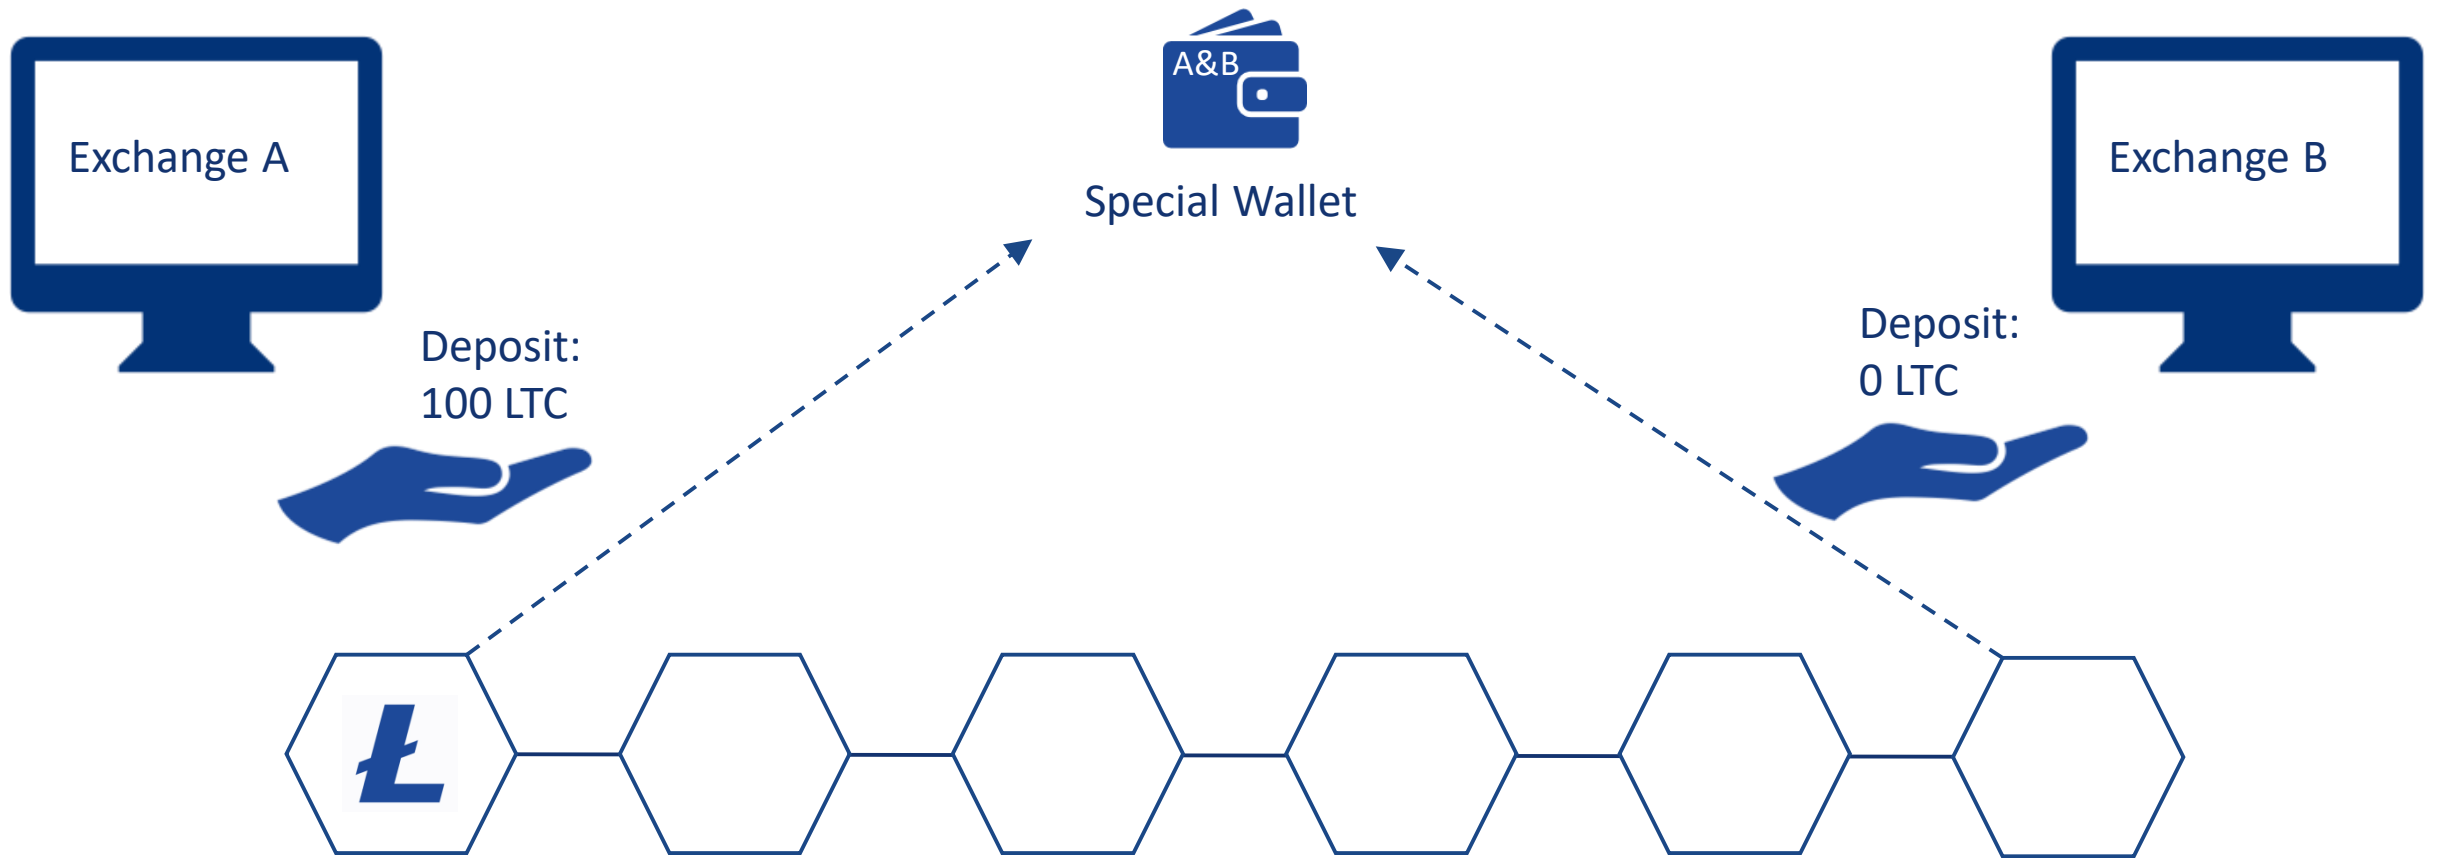 A&B
Exchange A
Exchange B
Special Wallet
Deposit:
100 LTC
Deposit:
0 LTC
Ł